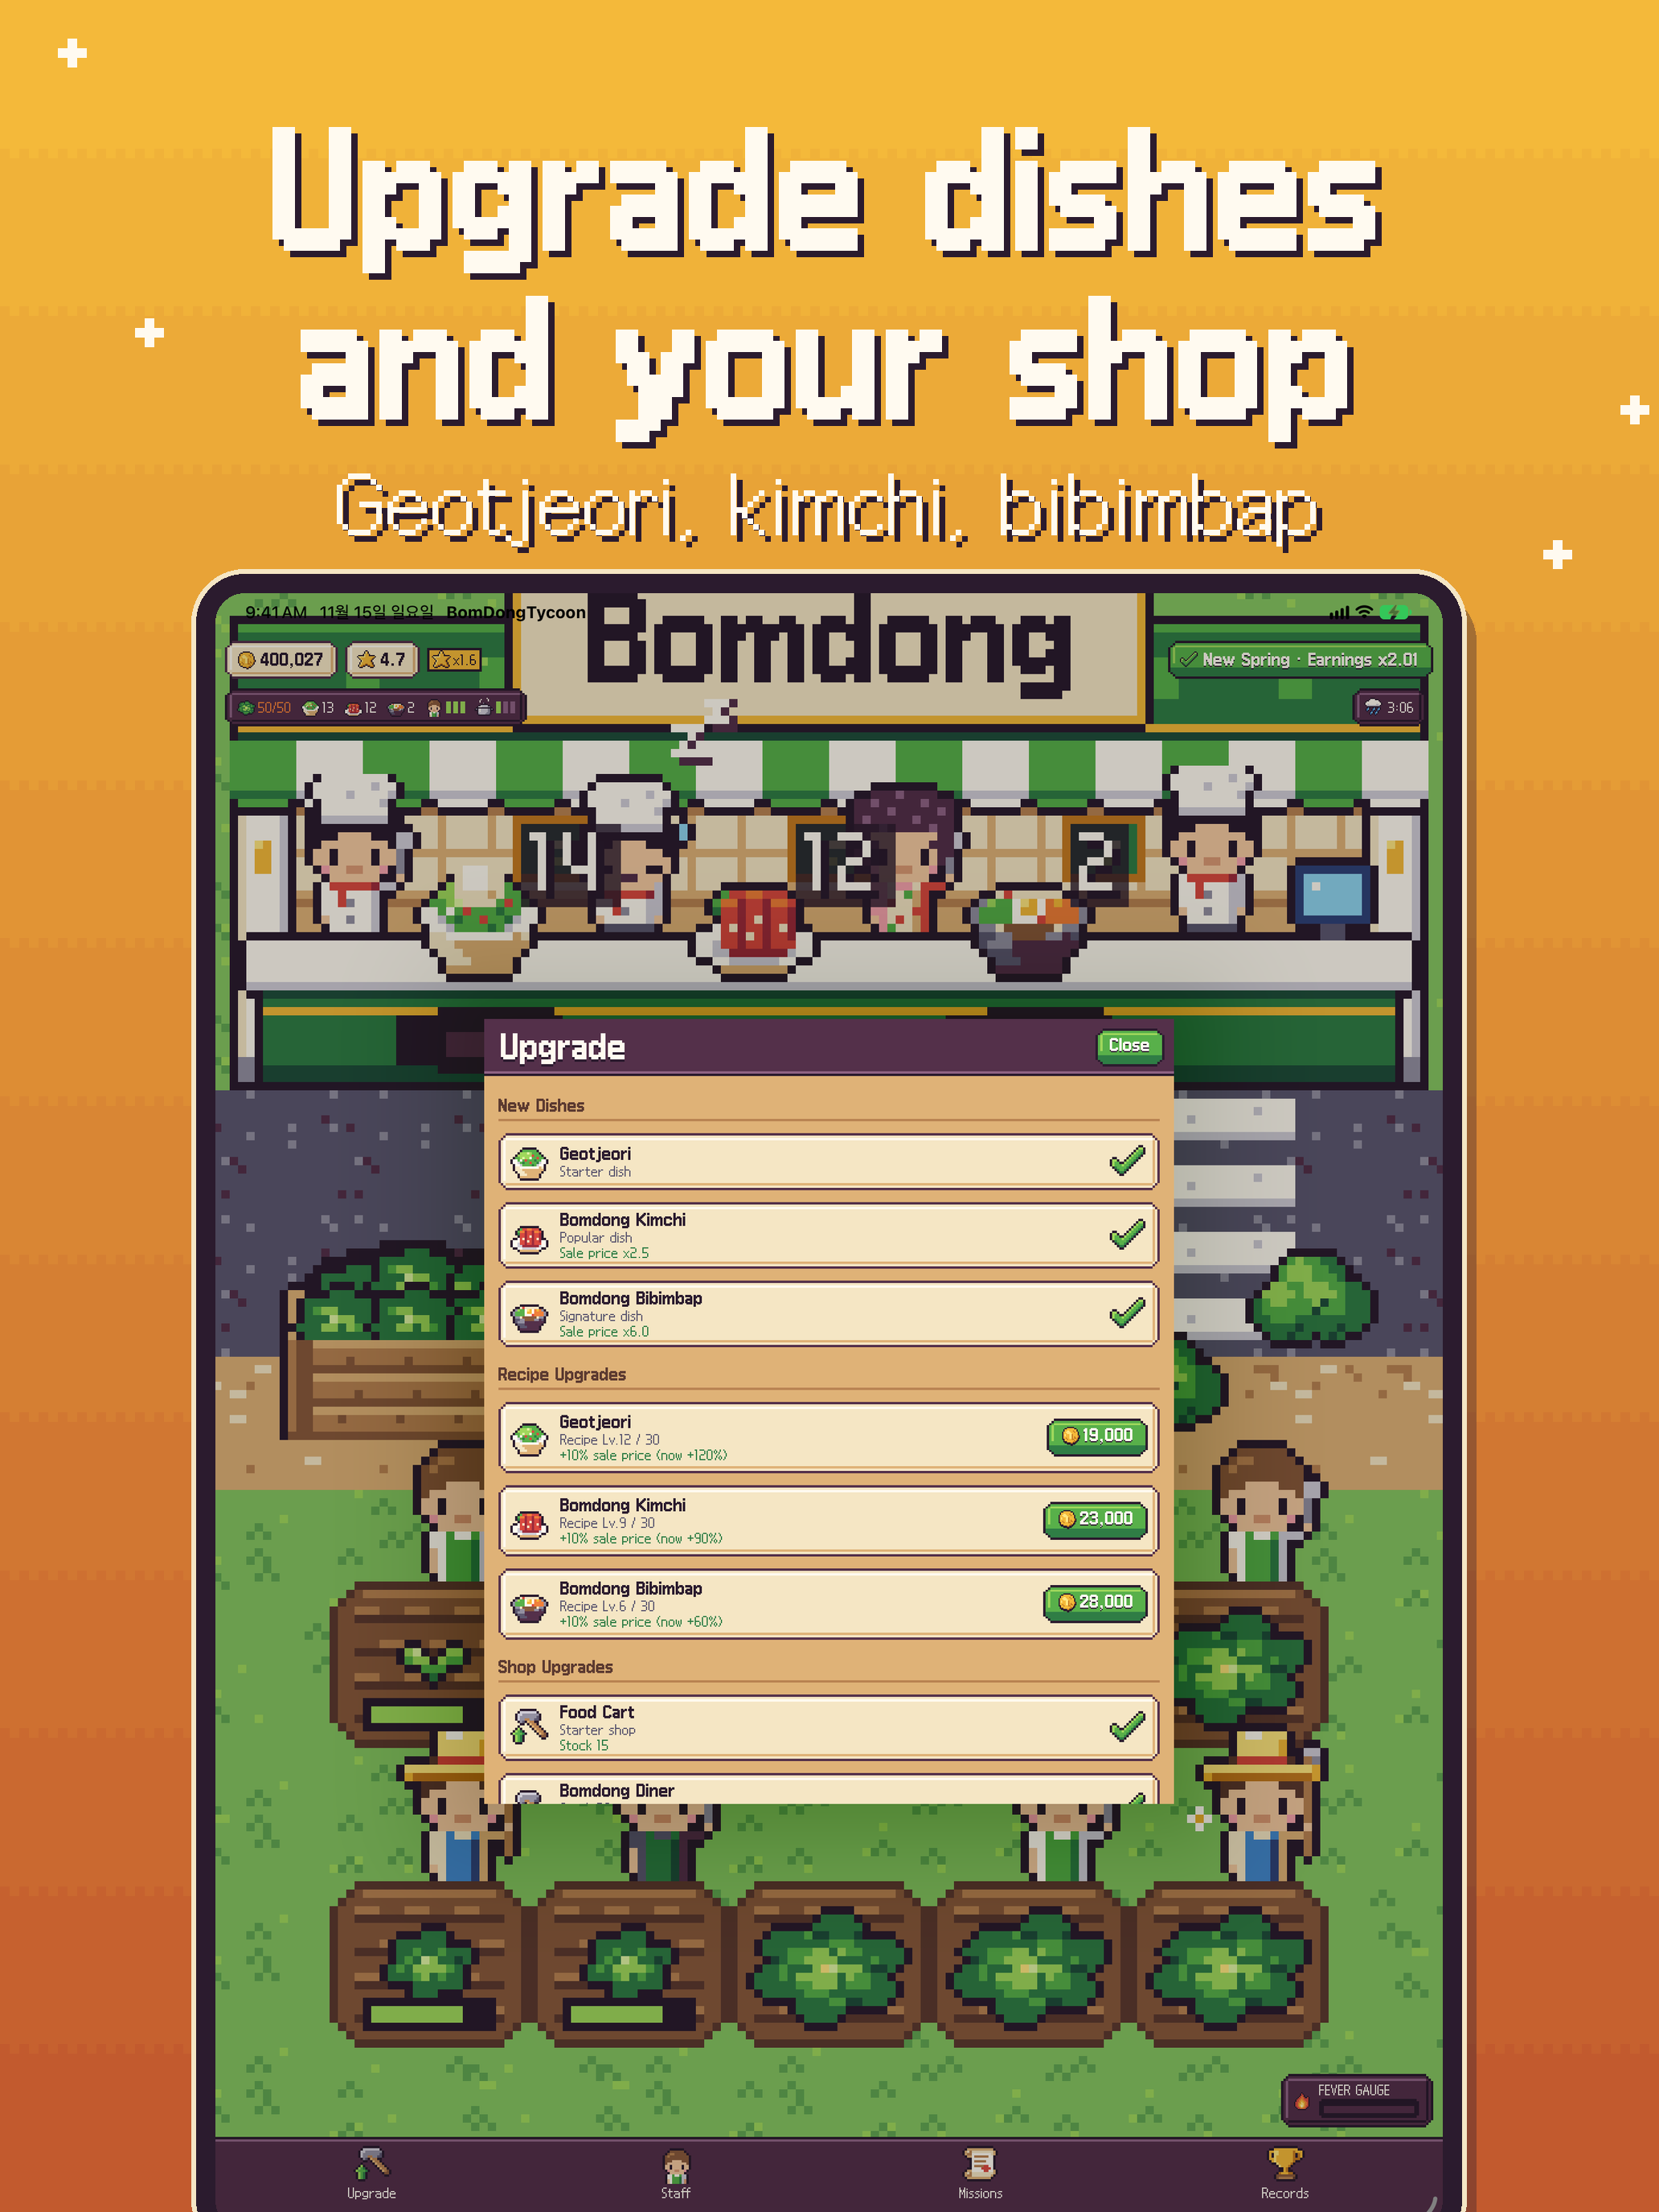 Upgrade dishes
and your shop
Geotjeori, kimchi, bibimbap
9:41 AM 11월 15일 일요일 BomDongTycoon
Bomdong
400,027 4.7 x1.6
New Spring · Earnings x2.01
50/50 13 12 2
3:06
14 12 2
Upgrade
Close
New Dishes
Geotjeori
Starter dish
Bomdong Kimchi
Popular dish
Sale price x2.5
Bomdong Bibimbap
Signature dish
Sale price x6.0
Recipe Upgrades
Geotjeori
Recipe Lv.12 / 30
+10% sale price (now +120%)
19,000
Bomdong Kimchi
Recipe Lv.9 / 30
+10% sale price (now +90%)
23,000
Bomdong Bibimbap
Recipe Lv.6 / 30
+10% sale price (now +60%)
28,000
Shop Upgrades
Food Cart
Starter shop
Stock 15
Bomdong Diner
FEVER GAUGE
Upgrade Staff Missions Records